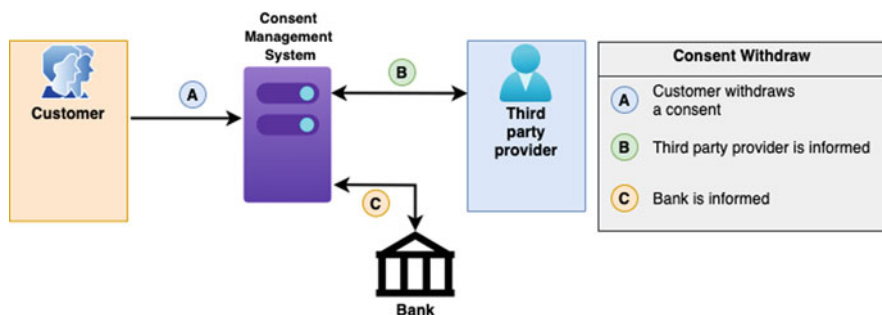 Consent
Management
System
Customer
A
B
Third
party
provider
C
Bank
Consent Withdraw
A Customer withdraws
a consent
B Third party provider is informed
C Bank is informed